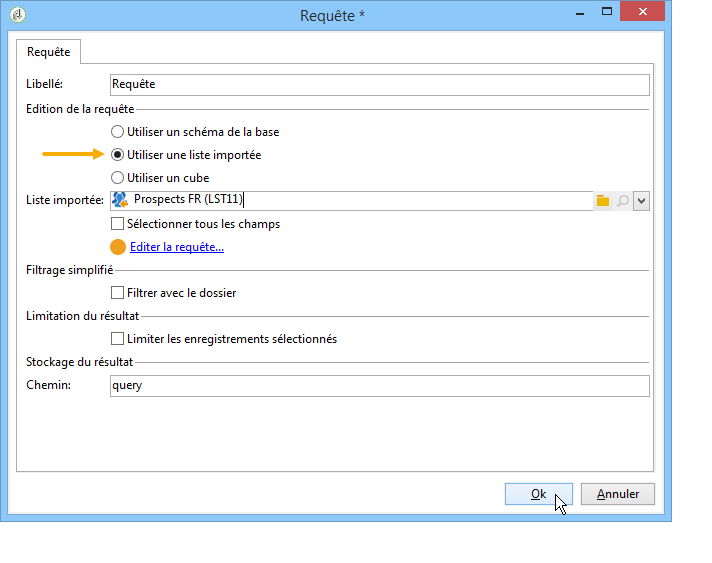 Requête *
Requête
Libellé: Requête
Edition de la requête
Utiliser un schéma de la base
Utiliser une liste importée
Utiliser un cube
Liste importée: Prospects FR (LST11)
Sélectionner tous les champs
Editer la requête...
Filtrage simplifié
Filtrer avec le dossier
Limitation du résultat
Limiter les enregistrements sélectionnés
Stockage du résultat
Chemin: query
Ok Annuler